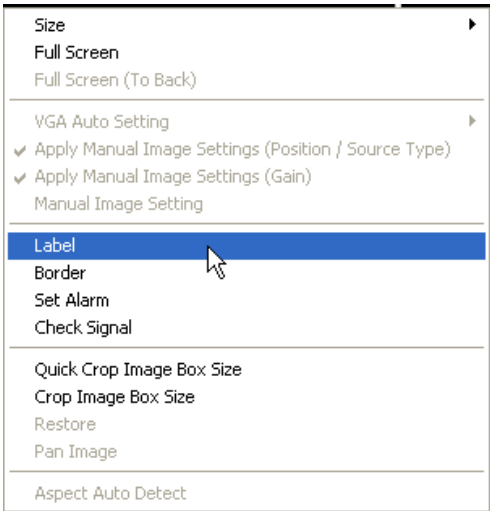 Size
Full Screen
Full Screen (To Back)
VGA Auto Setting
Apply Manual Image Settings (Position / Source Type)
Apply Manual Image Settings (Gain)
Manual Image Setting
Label
Border
Set Alarm
Check Signal
Quick Crop Image Box Size
Crop Image Box Size
Restore
Pan Image
Aspect Auto Detect